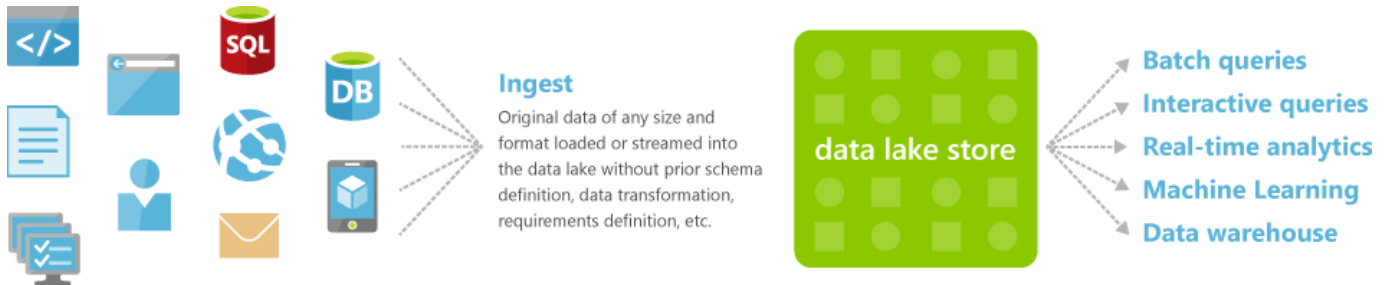 </>
SQL
DB
Ingest
Original data of any size and
format loaded or streamed into
the data lake without prior schema
definition, data transformation,
requirements definition, etc.
data lake store
Batch queries
Interactive queries
Real-time analytics
Machine Learning
Data warehouse